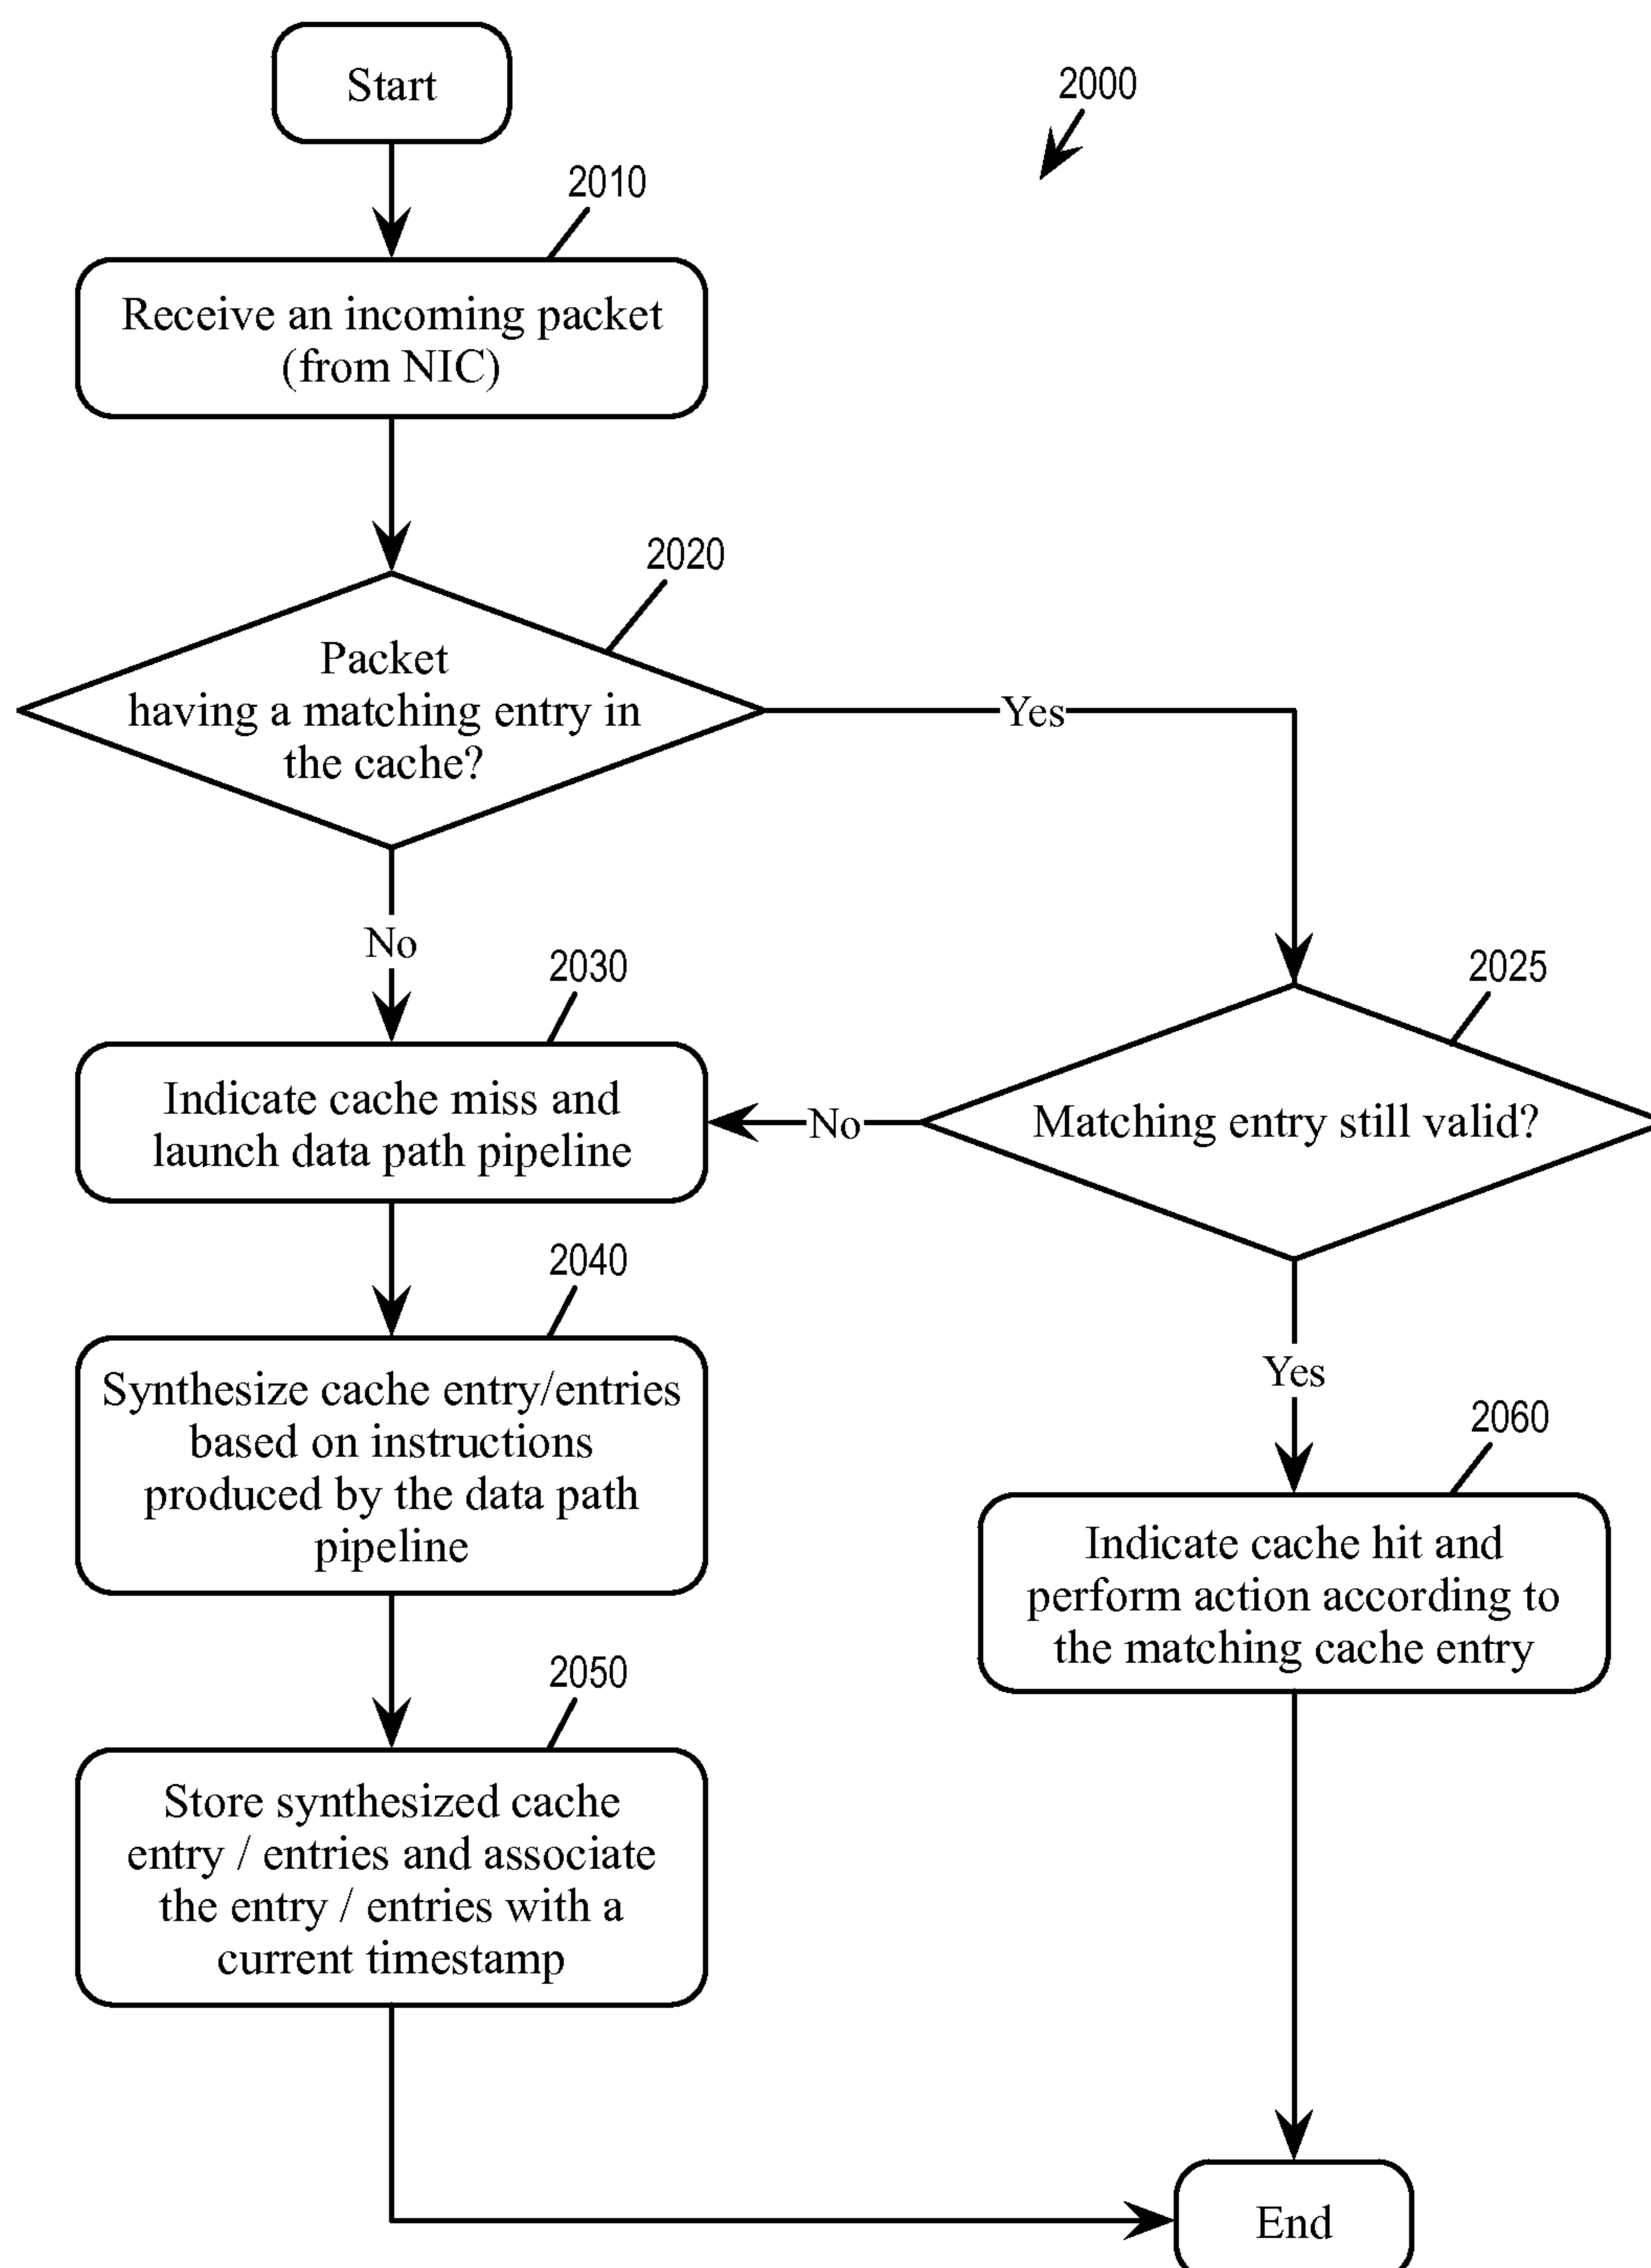 Start
2000
2010
Receive an incoming packet
(from NIC)
2020
Packet
having a matching entry in
the cache?
Yes
No
2030
2025
Indicate cache miss and
launch data path pipeline
No
Matching entry still valid?
2040
Synthesize cache entry/entries
based on instructions
produced by the data path
pipeline
Yes
2060
Indicate cache hit and
perform action according to
the matching cache entry
2050
Store synthesized cache
entry / entries and associate
the entry / entries with a
current timestamp
End